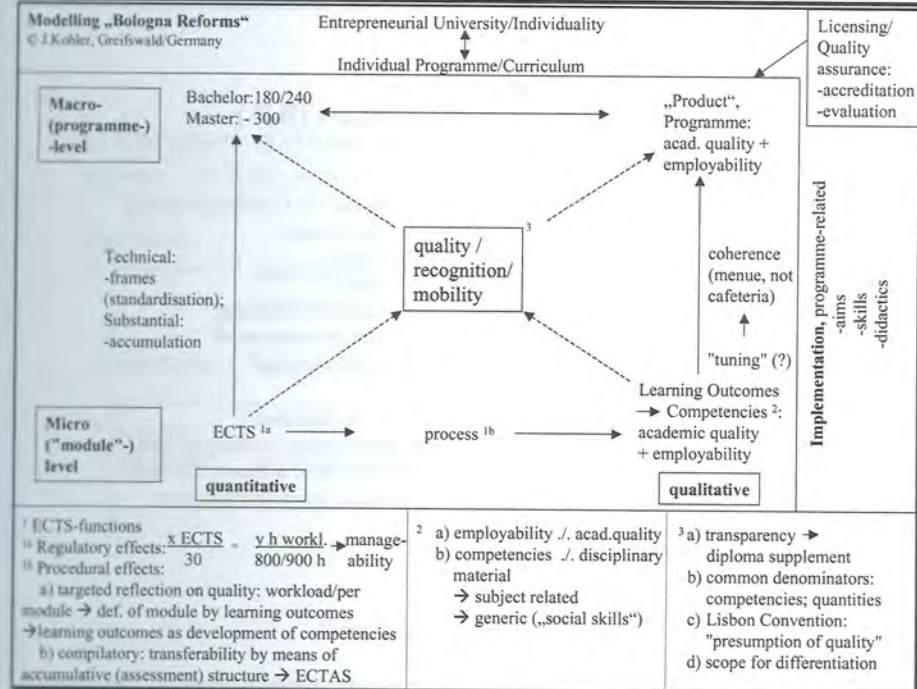 Modelling „Bologna Reforms“
© J.Kohler, Greifswald/Germany
Entrepreneurial University/Individuality
Individual Programme/Curriculum
Licensing/
Quality
assurance:
-accreditation
-evaluation
Macro-
(programme-)
-level
Bachelor:180/240
Master: - 300
„Product“,
Programme:
acad. quality +
employability
Technical:
-frames
(standardisation);
Substantial:
-accumulation
quality /
recognition/
mobility
3
coherence
(menue, not
cafeteria)
"tuning" (?)
Implementation, programme-related
-aims
-skills
-didactics
Micro
("module"-)
level
ECTS 1a
process 1b
Learning Outcomes
→ Competencies 2:
academic quality
+ employability
quantitative
qualitative
1 ECTS-functions
1a Regulatory effects: x ECTS = y h workl. → manage-
30 800/900 h ability
1b Procedural effects:
a) targeted reflection on quality: workload/per
module → def. of module by learning outcomes
→learning outcomes as development of competencies
b) compilatory: transferability by means of
accumulative (assessment) structure → ECTAS
2 a) employability ./. acad.quality
b) competencies ./. disciplinary
material
→ subject related
→ generic („social skills“)
3 a) transparency →
diploma supplement
b) common denominators:
competencies; quantities
c) Lisbon Convention:
"presumption of quality"
d) scope for differentiation